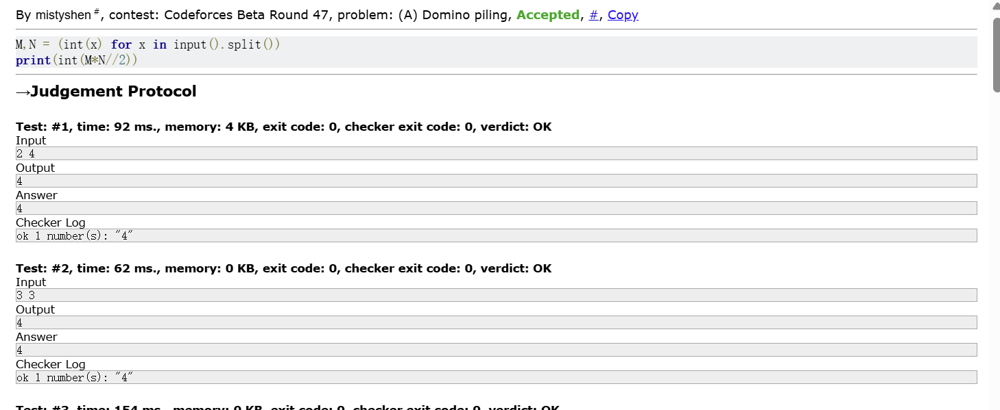 By mistyshen #, contest: Codeforces Beta Round 47, problem: (A) Domino piling, Accepted, #, Copy
M,N = (int(x) for x in input().split())
print(int(M*N//2))
→Judgement Protocol
Test: #1, time: 92 ms., memory: 4 KB, exit code: 0, checker exit code: 0, verdict: OK
Input
2 4
Output
4
Answer
4
Checker Log
ok 1 number(s): "4"
Test: #2, time: 62 ms., memory: 0 KB, exit code: 0, checker exit code: 0, verdict: OK
Input
3 3
Output
4
Answer
4
Checker Log
ok 1 number(s): "4"
Test: #3, time: 154 ms., memory: 0 KB, exit code: 0, checker exit code: 0, verdict: OK